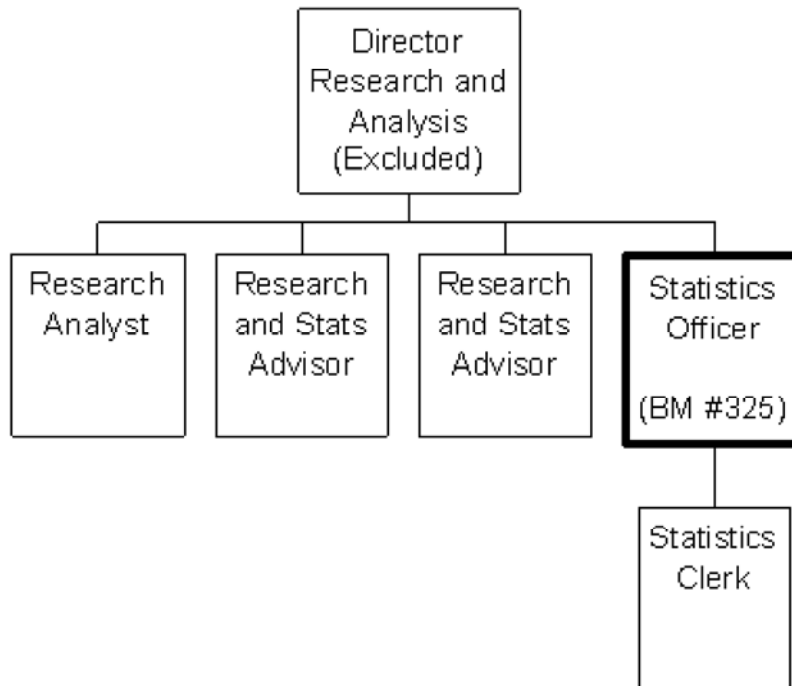 Director
Research and
Analysis
(Excluded)
Research
Analyst
Research
and Stats
Advisor
Research
and Stats
Advisor
Statistics
Officer
(BM #325)
Statistics
Clerk